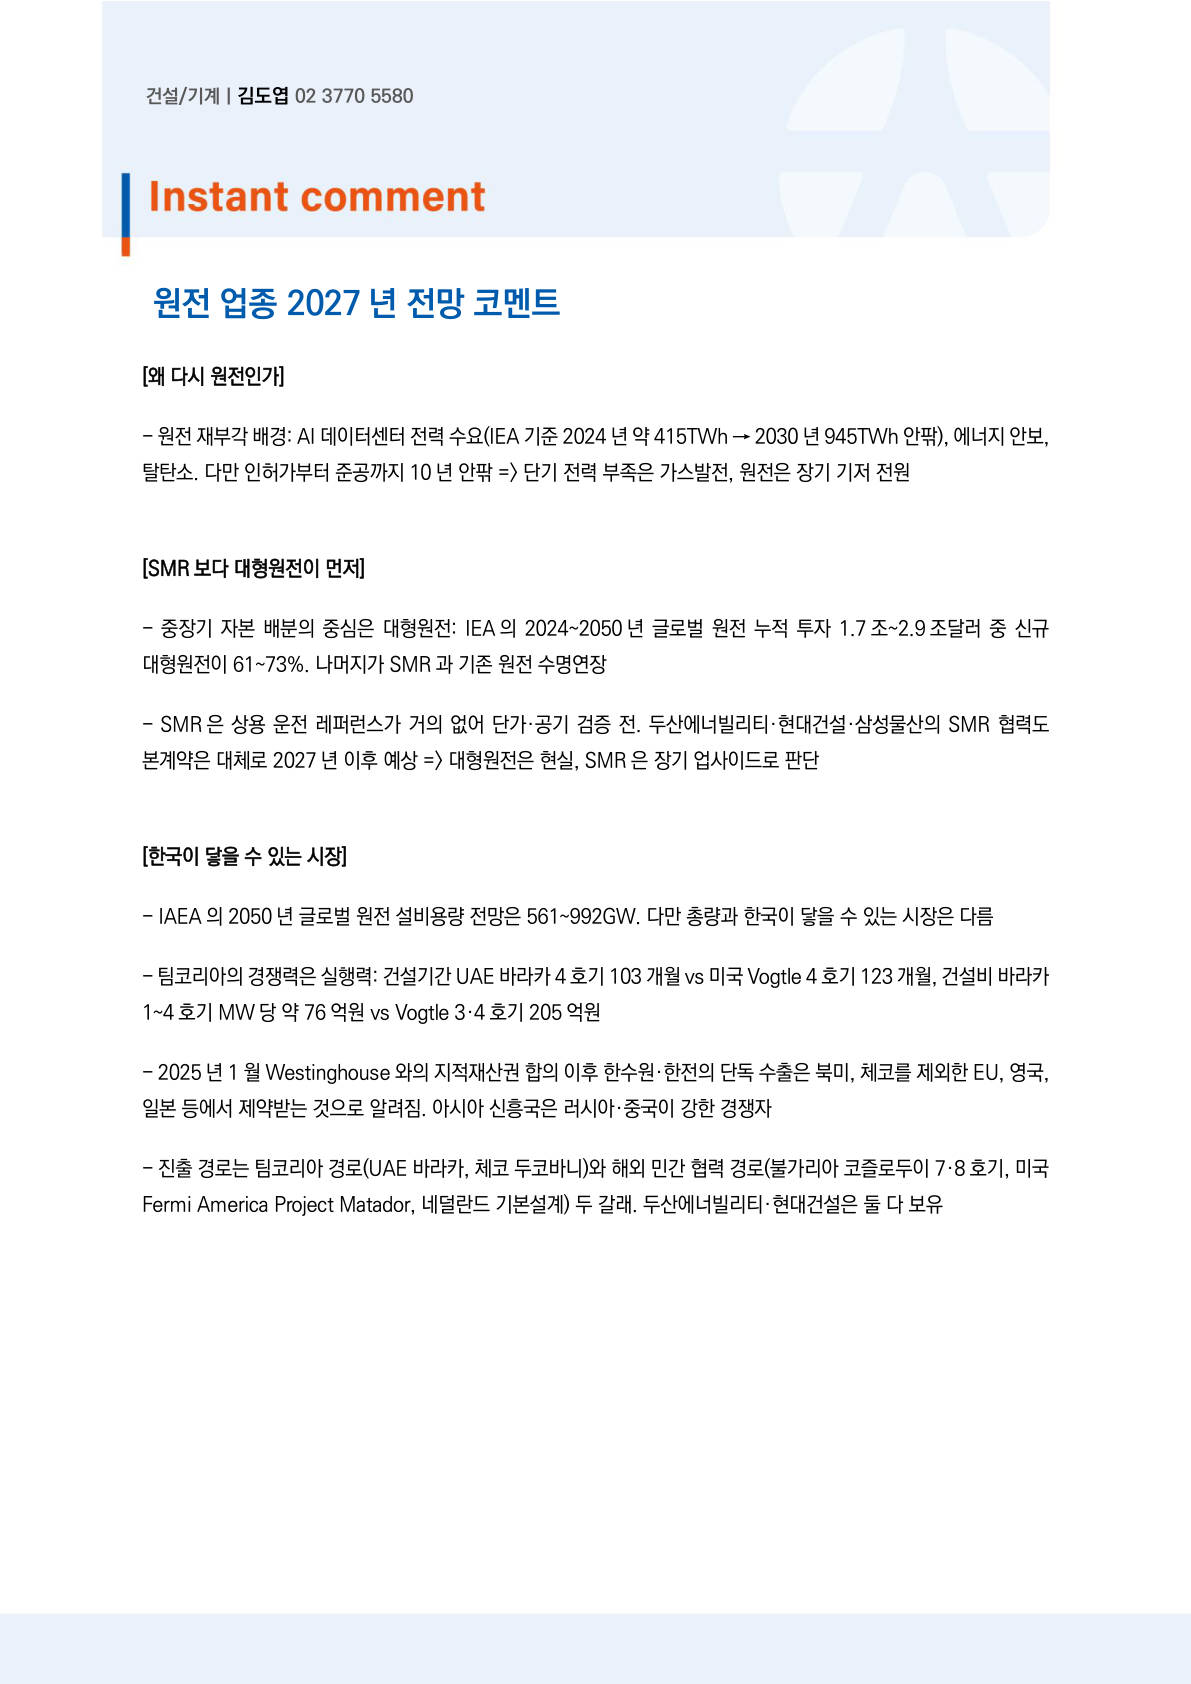 건설/기계 | 김도엽 02 3770 5580
Instant comment
원전 업종 2027 년 전망 코멘트
[왜 다시 원전인가]
- 원전 재부각 배경: AI 데이터센터 전력 수요(IEA 기준 2024 년 약 415TWh → 2030 년 945TWh 안팎), 에너지 안보,
탈탄소. 다만 인허가부터 준공까지 10 년 안팎 => 단기 전력 부족은 가스발전, 원전은 장기 기저 전원
[SMR 보다 대형원전이 먼저]
- 중장기 자본 배분의 중심은 대형원전: IEA 의 2024~2050 년 글로벌 원전 누적 투자 1.7 조~2.9 조달러 중 신규
대형원전이 61~73%. 나머지가 SMR 과 기존 원전 수명연장
- SMR 은 상용 운전 레퍼런스가 거의 없어 단가·공기 검증 전. 두산에너빌리티·현대건설·삼성물산의 SMR 협력도
본계약은 대체로 2027 년 이후 예상 => 대형원전은 현실, SMR 은 장기 업사이드로 판단
[한국이 닿을 수 있는 시장]
- IAEA 의 2050 년 글로벌 원전 설비용량 전망은 561~992GW. 다만 총량과 한국이 닿을 수 있는 시장은 다름
- 팀코리아의 경쟁력은 실행력: 건설기간 UAE 바라카 4 호기 103 개월 vs 미국 Vogtle 4 호기 123 개월, 건설비 바라카
1~4 호기 MW 당 약 76 억원 vs Vogtle 3·4 호기 205 억원
- 2025 년 1 월 Westinghouse 와의 지적재산권 합의 이후 한수원·한전의 단독 수출은 북미, 체코를 제외한 EU, 영국,
일본 등에서 제약받는 것으로 알려짐. 아시아 신흥국은 러시아·중국이 강한 경쟁자
- 진출 경로는 팀코리아 경로(UAE 바라카, 체코 두코바니)와 해외 민간 협력 경로(불가리아 코즐로두이 7·8 호기, 미국
Fermi America Project Matador, 네덜란드 기본설계) 두 갈래. 두산에너빌리티·현대건설은 둘 다 보유